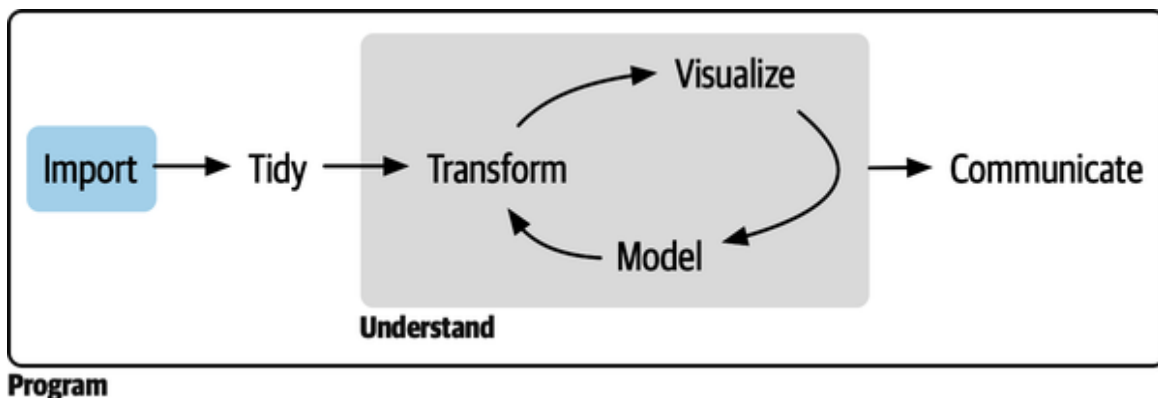 Visualize
Import
Tidy
Transform
Communicate
Model
Understand
Program